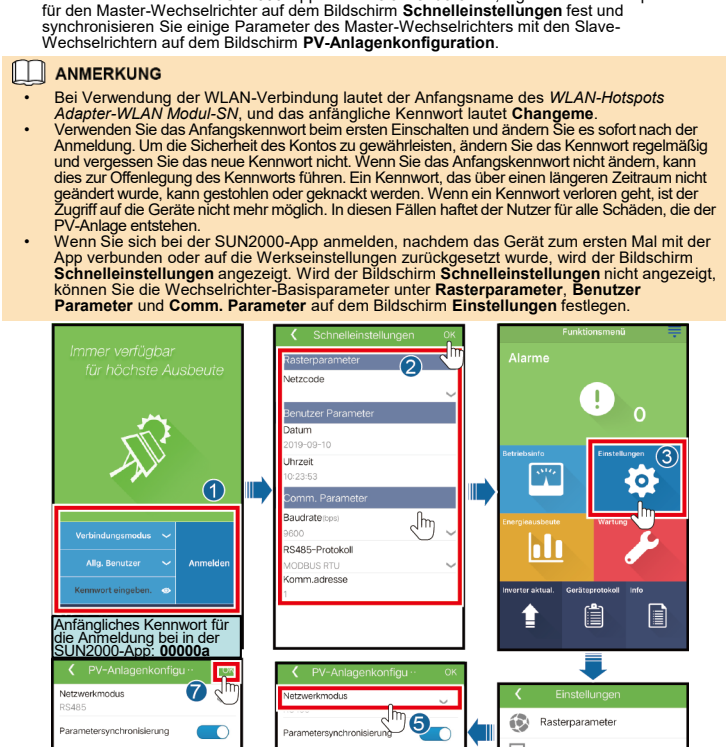 für den Master-Wechselrichter auf dem Bildschirm Schnelleinstellungen fest und
synchronisieren Sie einige Parameter des Master-Wechselrichters mit den Slave-
Wechselrichtern auf dem Bildschirm PV-Anlagenkonfiguration.
ANMERKUNG
• Bei Verwendung der WLAN-Verbindung lautet der Anfangsname des WLAN-Hotspots
Adapter-WLAN Modul-SN, und das anfängliche Kennwort lautet Changeme.
• Verwenden Sie das Anfangskennwort beim ersten Einschalten und ändern Sie es sofort nach der
Anmeldung. Um die Sicherheit des Kontos zu gewährleisten, ändern Sie das Kennwort regelmäßig
und vergessen Sie das neue Kennwort nicht. Wenn Sie das Anfangskennwort nicht ändern, kann
dies zur Offenlegung des Kennworts führen. Ein Kennwort, das über einen längeren Zeitraum nicht
geändert wurde, kann gestohlen oder geknackt werden. Wenn ein Kennwort verloren geht, ist der
Zugriff auf die Geräte nicht mehr möglich. In diesen Fällen haftet der Nutzer für alle Schäden, die der
PV-Anlage entstehen.
• Wenn Sie sich bei der SUN2000-App anmelden, nachdem das Gerät zum ersten Mal mit der
App verbunden oder auf die Werkseinstellungen zurückgesetzt wurde, wird der Bildschirm
Schnelleinstellungen angezeigt. Wird der Bildschirm Schnelleinstellungen nicht angezeigt,
können Sie die Wechselrichter-Basisparameter unter Rasterparameter, Benutzer
Parameter und Comm. Parameter auf dem Bildschirm Einstellungen festlegen.
Immer verfügbar
für höchste Ausbeute
1
Verbindungsmodus
Allg. Benutzer
Anmelden
Kennwort eingeben.
Anfängliches Kennwort für
die Anmeldung bei in der
SUN2000-App: 00000a
Schnelleinstellungen OK
Rasterparameter
2
Netzcode
Benutzer Parameter
Datum
2019-09-10
Uhrzeit
10:23:53
Comm. Parameter
Baudrate(bps)
9600
RS485-Protokoll
MODBUS RTU
Komm.adresse
1
Funktionsmenü
Alarme
0
Betriebsinfo
Einstellungen
3
Energieausbeute
Wartung
Inverter aktual.
Geräteprotokoll
Info
PV-Anlagenkonfigu··
7
Netzwerkmodus
RS485
Parametersynchronisierung
PV-Anlagenkonfigu·· OK
Netzwerkmodus
5
Parametersynchronisierung
Einstellungen
Rasterparameter